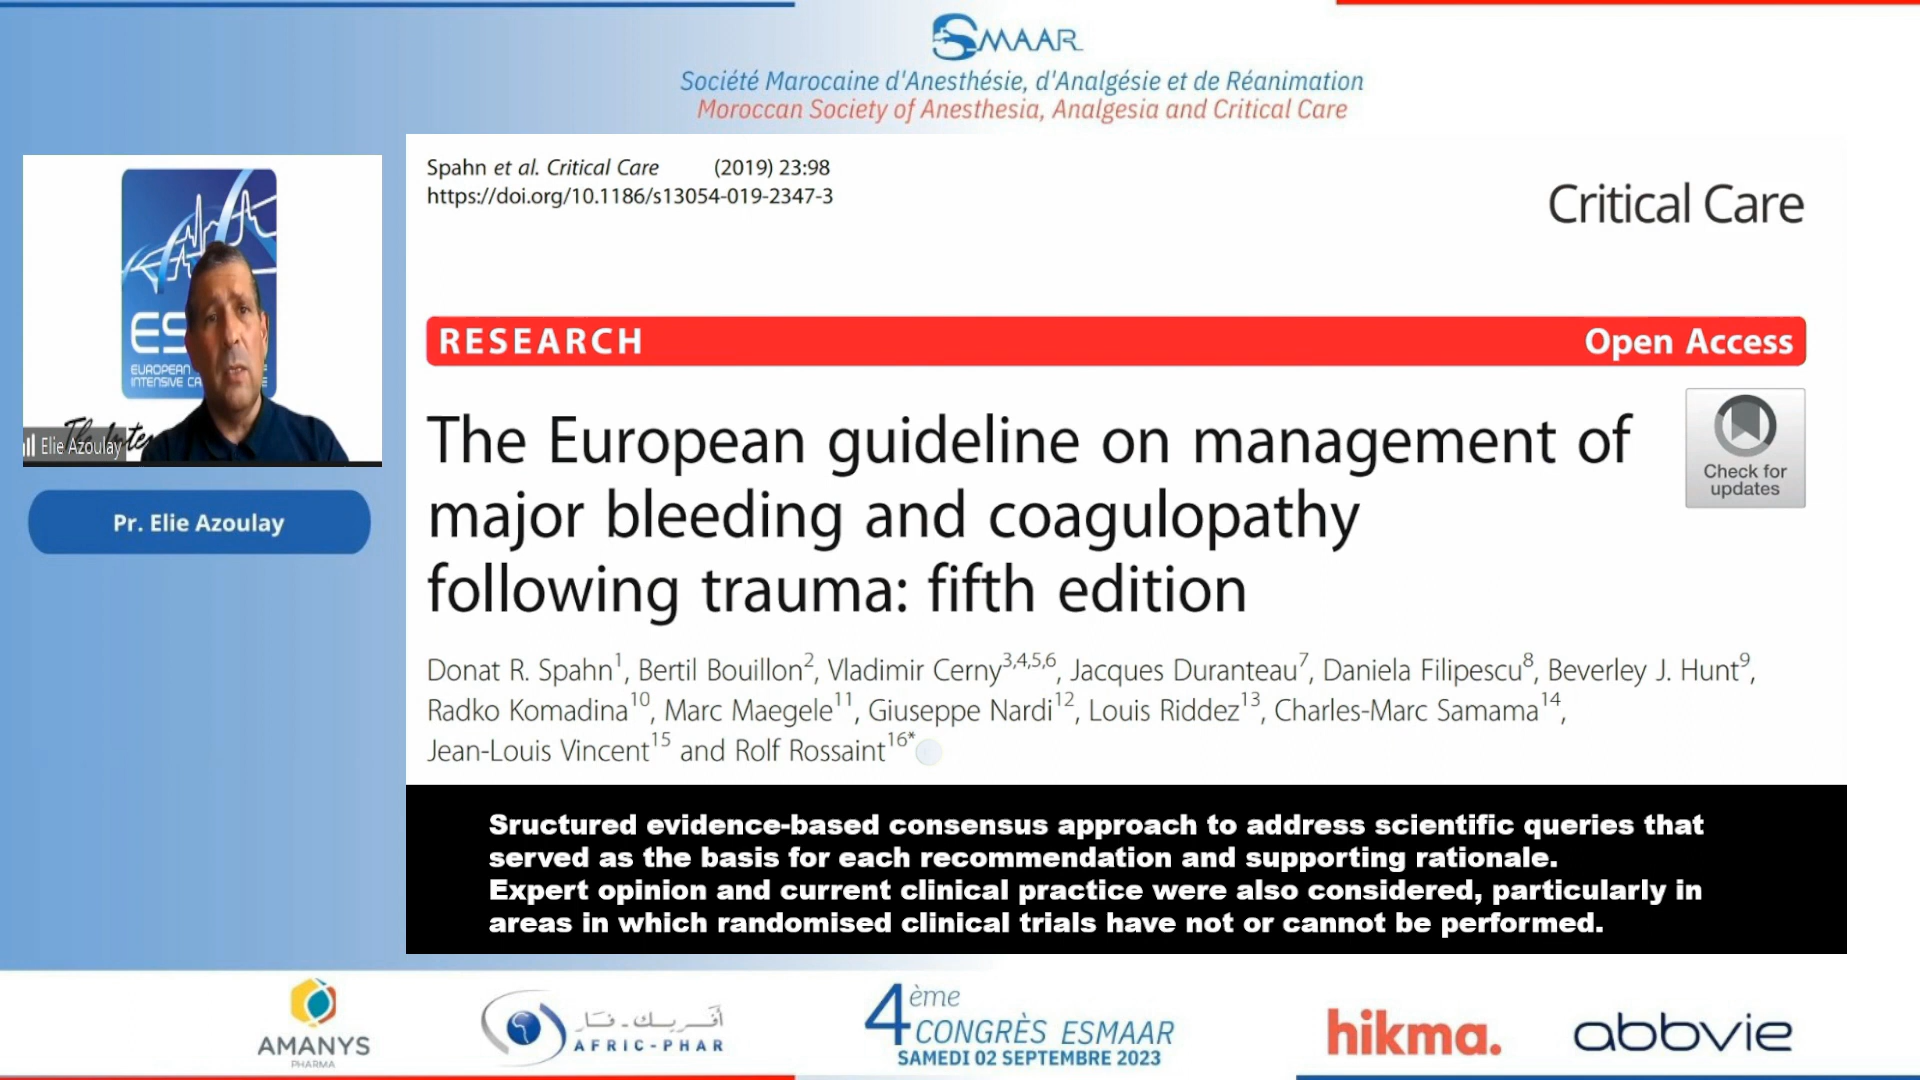 SMAAR
Société Marocaine d'Anesthésie, d'Analgésie et de Réanimation
Moroccan Society of Anesthesia, Analgesia and Critical Care
EUROPEAN
INTENSIVE
Elie Azoulay
Pr. Elie Azoulay
Spahn et al. Critical Care (2019) 23:98
https://doi.org/10.1186/s13054-019-2347-3
Critical Care
RESEARCH Open Access
The European guideline on management of
major bleeding and coagulopathy
following trauma: fifth edition
Check for
updates
Donat R. Spahn1, Bertil Bouillon2, Vladimir Cerny3,4,5,6, Jacques Duranteau7, Daniela Filipescu8, Beverley J. Hunt9,
Radko Komadina10, Marc Maegele11, Giuseppe Nardi12, Louis Riddez13, Charles-Marc Samama14,
Jean-Louis Vincent15 and Rolf Rossaint16*
Sructured evidence-based consensus approach to address scientific queries that
served as the basis for each recommendation and supporting rationale.
Expert opinion and current clinical practice were also considered, particularly in
areas in which randomised clinical trials have not or cannot be performed.
AMANYS
PHARMA
أفريك-فار
AFRIC-PHAR
4ème
CONGRÈS ESMAAR
SAMEDI 02 SEPTEMBRE 2023
hikma.
abbvie